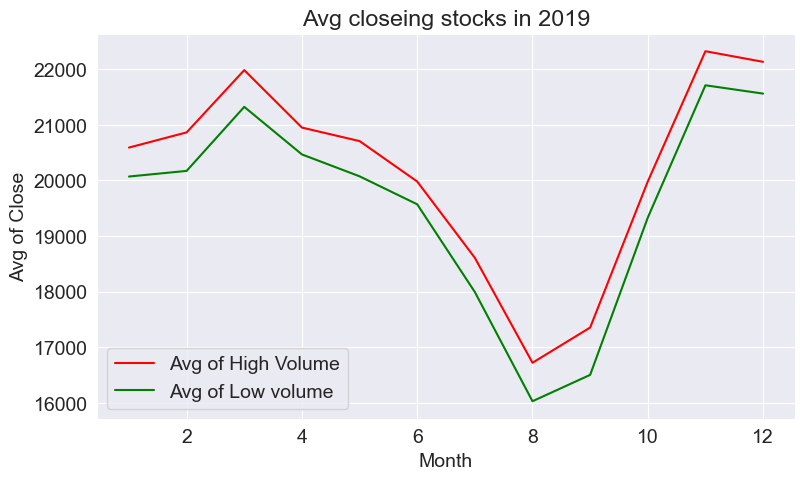 Avg closeing stocks in 2019
Avg of Close
22000
21000
20000
19000
18000
17000
16000
Avg of High Volume
Avg of Low volume
2 4 6 8 10 12
Month